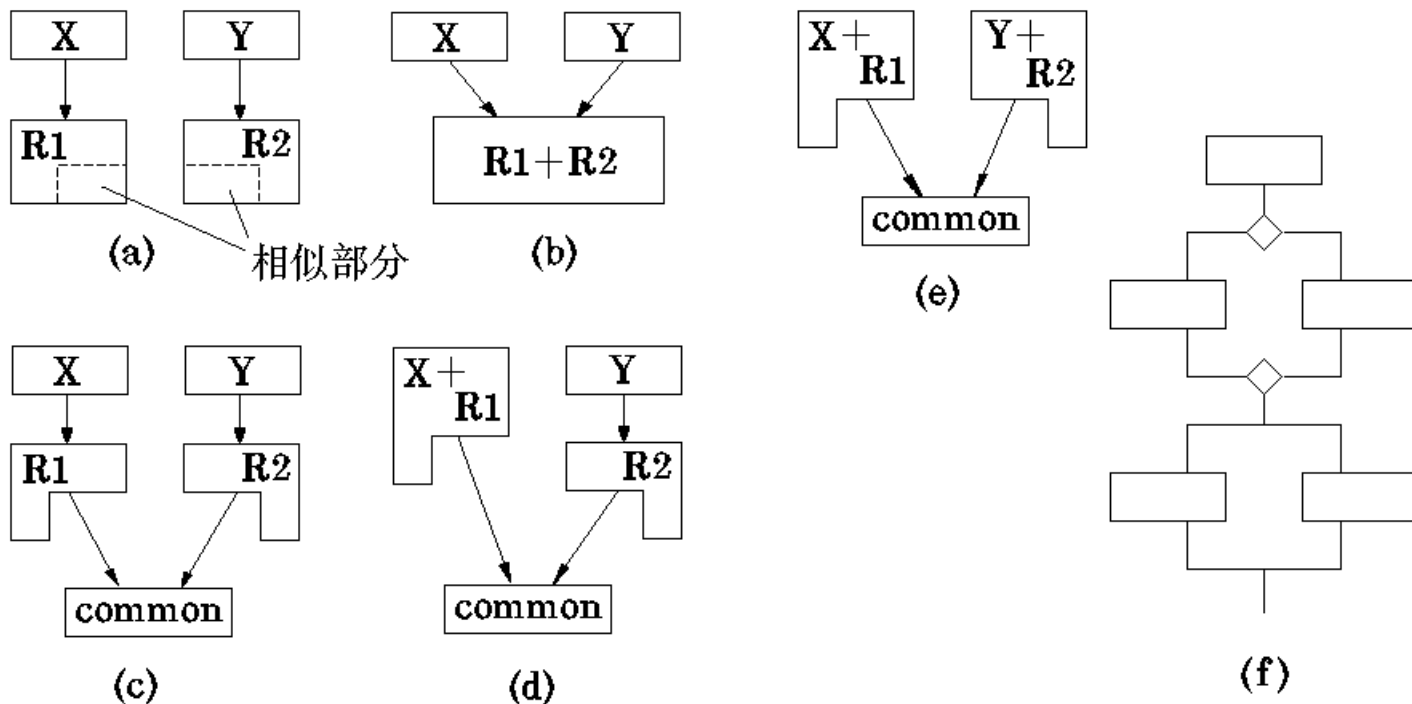 X
Y
R1
R2
相似部分
(a)
X
Y
R1+R2
(b)
X
Y
R1
R2
common
(c)
X+
R1
Y
R2
common
(d)
X+
R1
Y+
R2
common
(e)
(f)